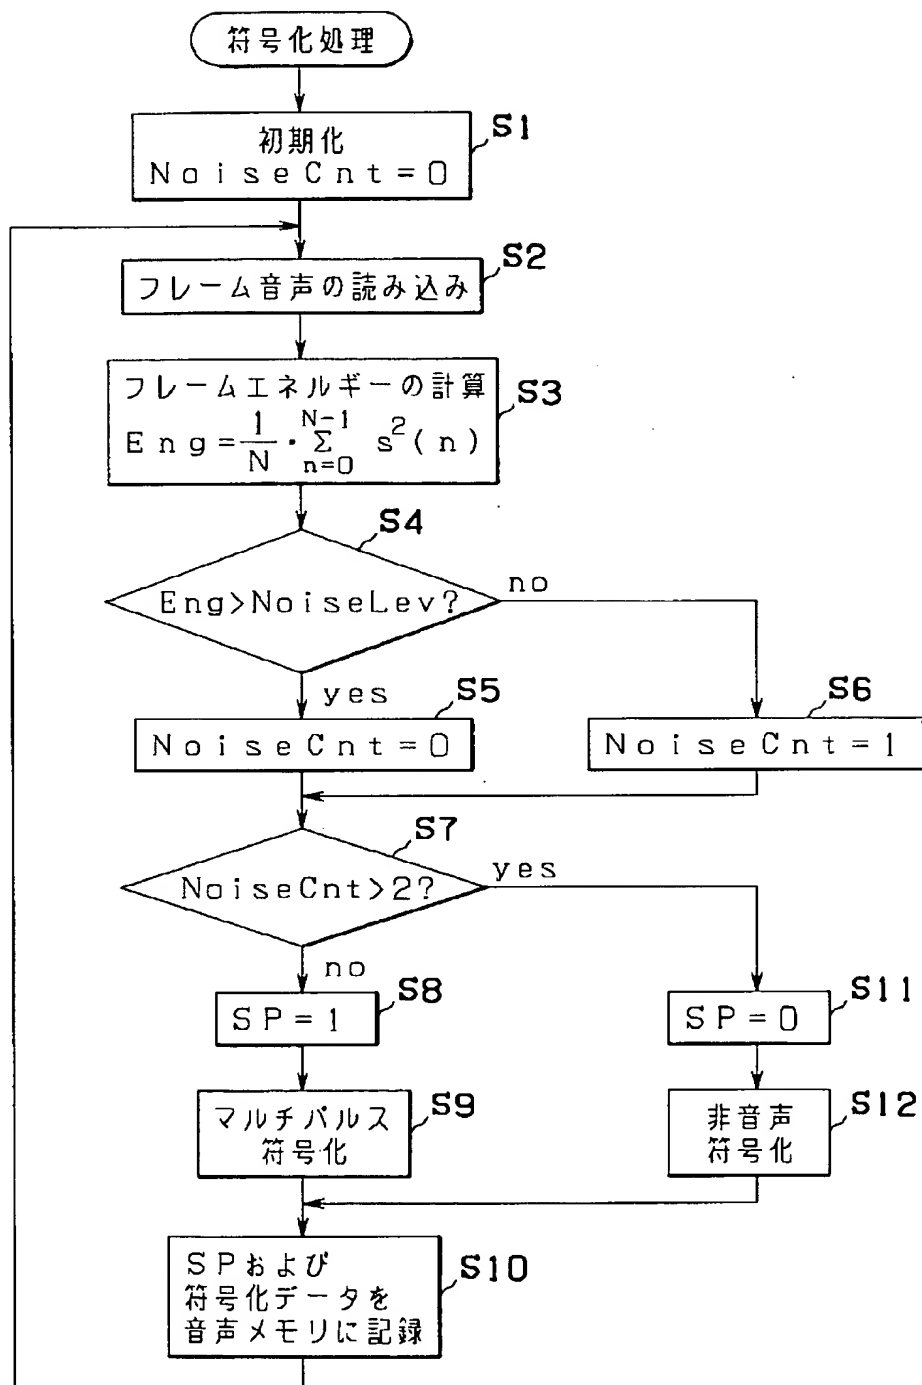 符号化処理
S1
初期化
NoiseCnt=0
S2
フレーム音声の読み込み
S3
フレームエネルギーの計算
Eng=1/N・Σ[n=0, N-1] s²(n)
S4
Eng>NoiseLev?
no
yes
S5
NoiseCnt=0
S6
NoiseCnt=1
S7
NoiseCnt>2?
yes
no
S8
SP=1
S11
SP=0
S9
マルチパルス
符号化
S12
非音声
符号化
S10
SPおよび
符号化データを
音声メモリに記録